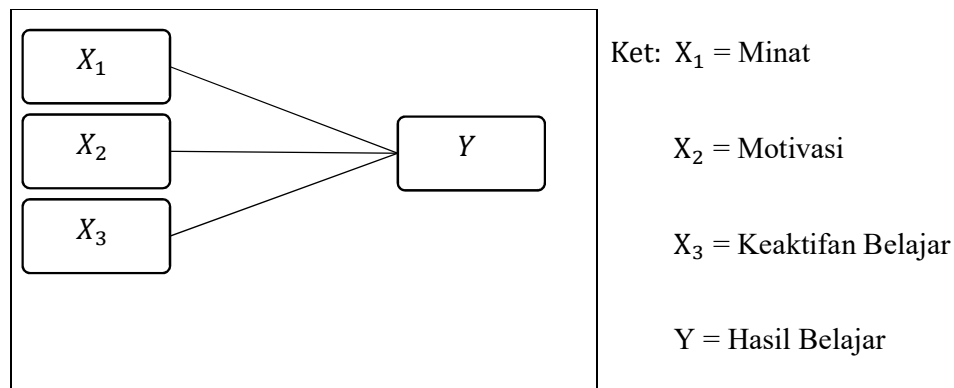 X₁
X₂
X₃
Y
Ket: X₁ = Minat
X₂ = Motivasi
X₃ = Keaktifan Belajar
Y = Hasil Belajar